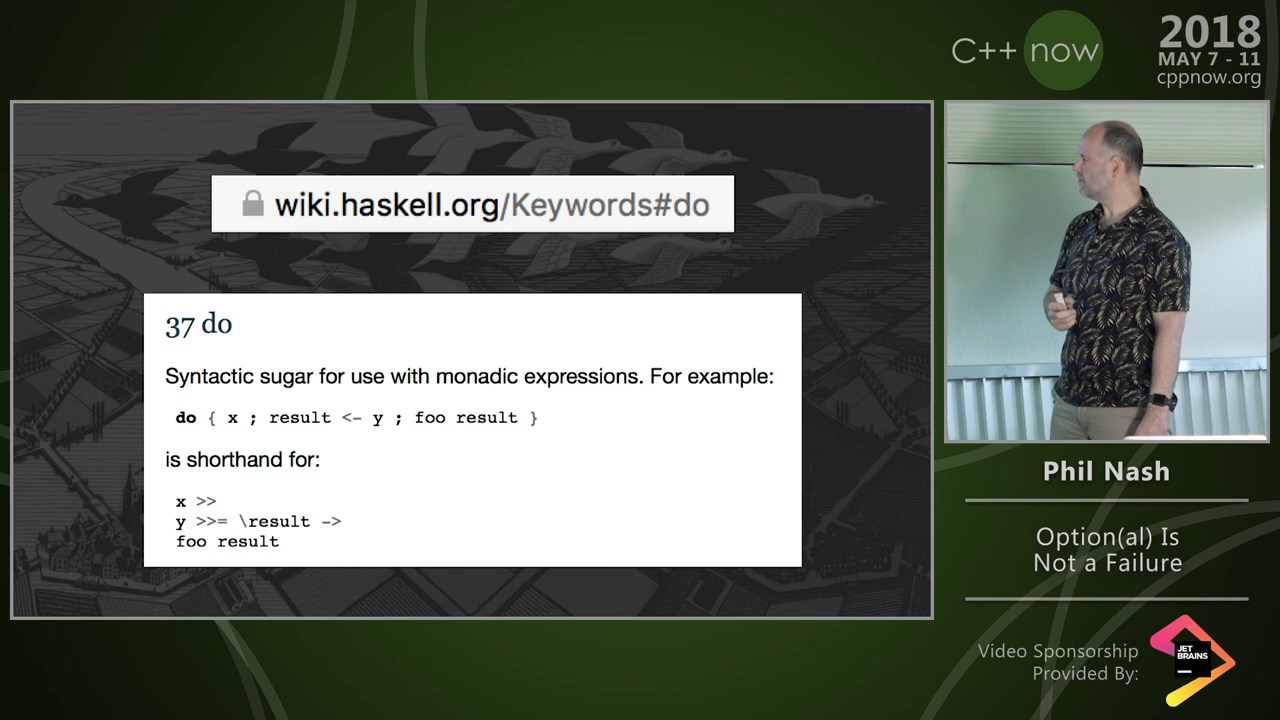 C++ now
2018
MAY 7 - 11
cppnow.org
wiki.haskell.org/Keywords#do
37 do
Syntactic sugar for use with monadic expressions. For example:
do { x ; result <- y ; foo result }
is shorthand for:
x >>
y >>= \result ->
foo result
Phil Nash
Option(al) Is
Not a Failure
Video Sponsorship
Provided By:
JET
BRAINS